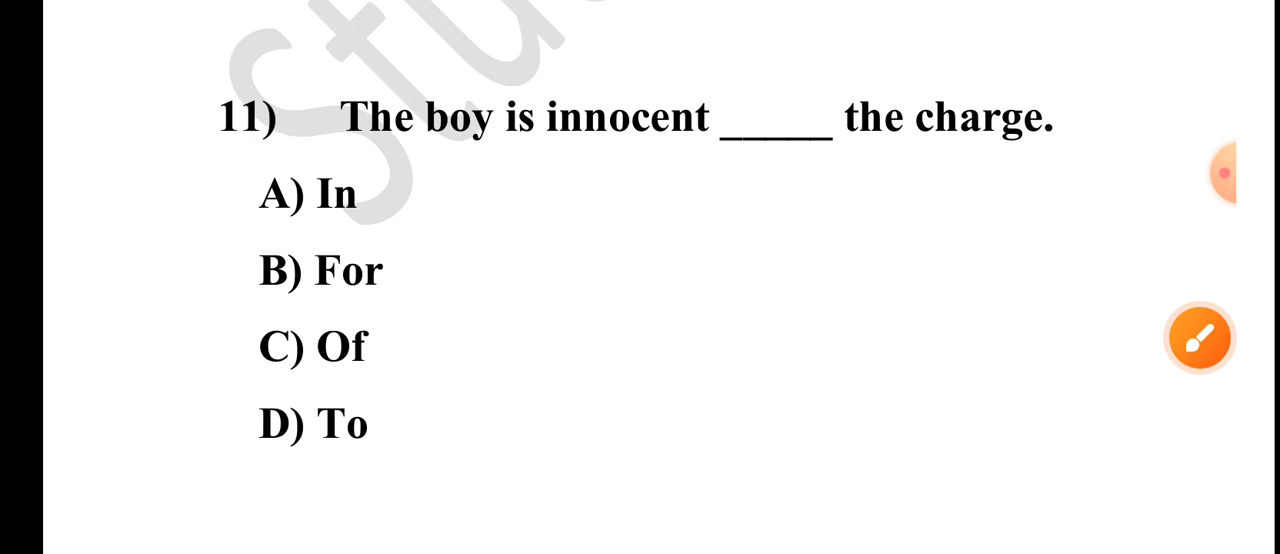 11) The boy is innocent _____ the charge.
A) In
B) For
C) Of
D) To